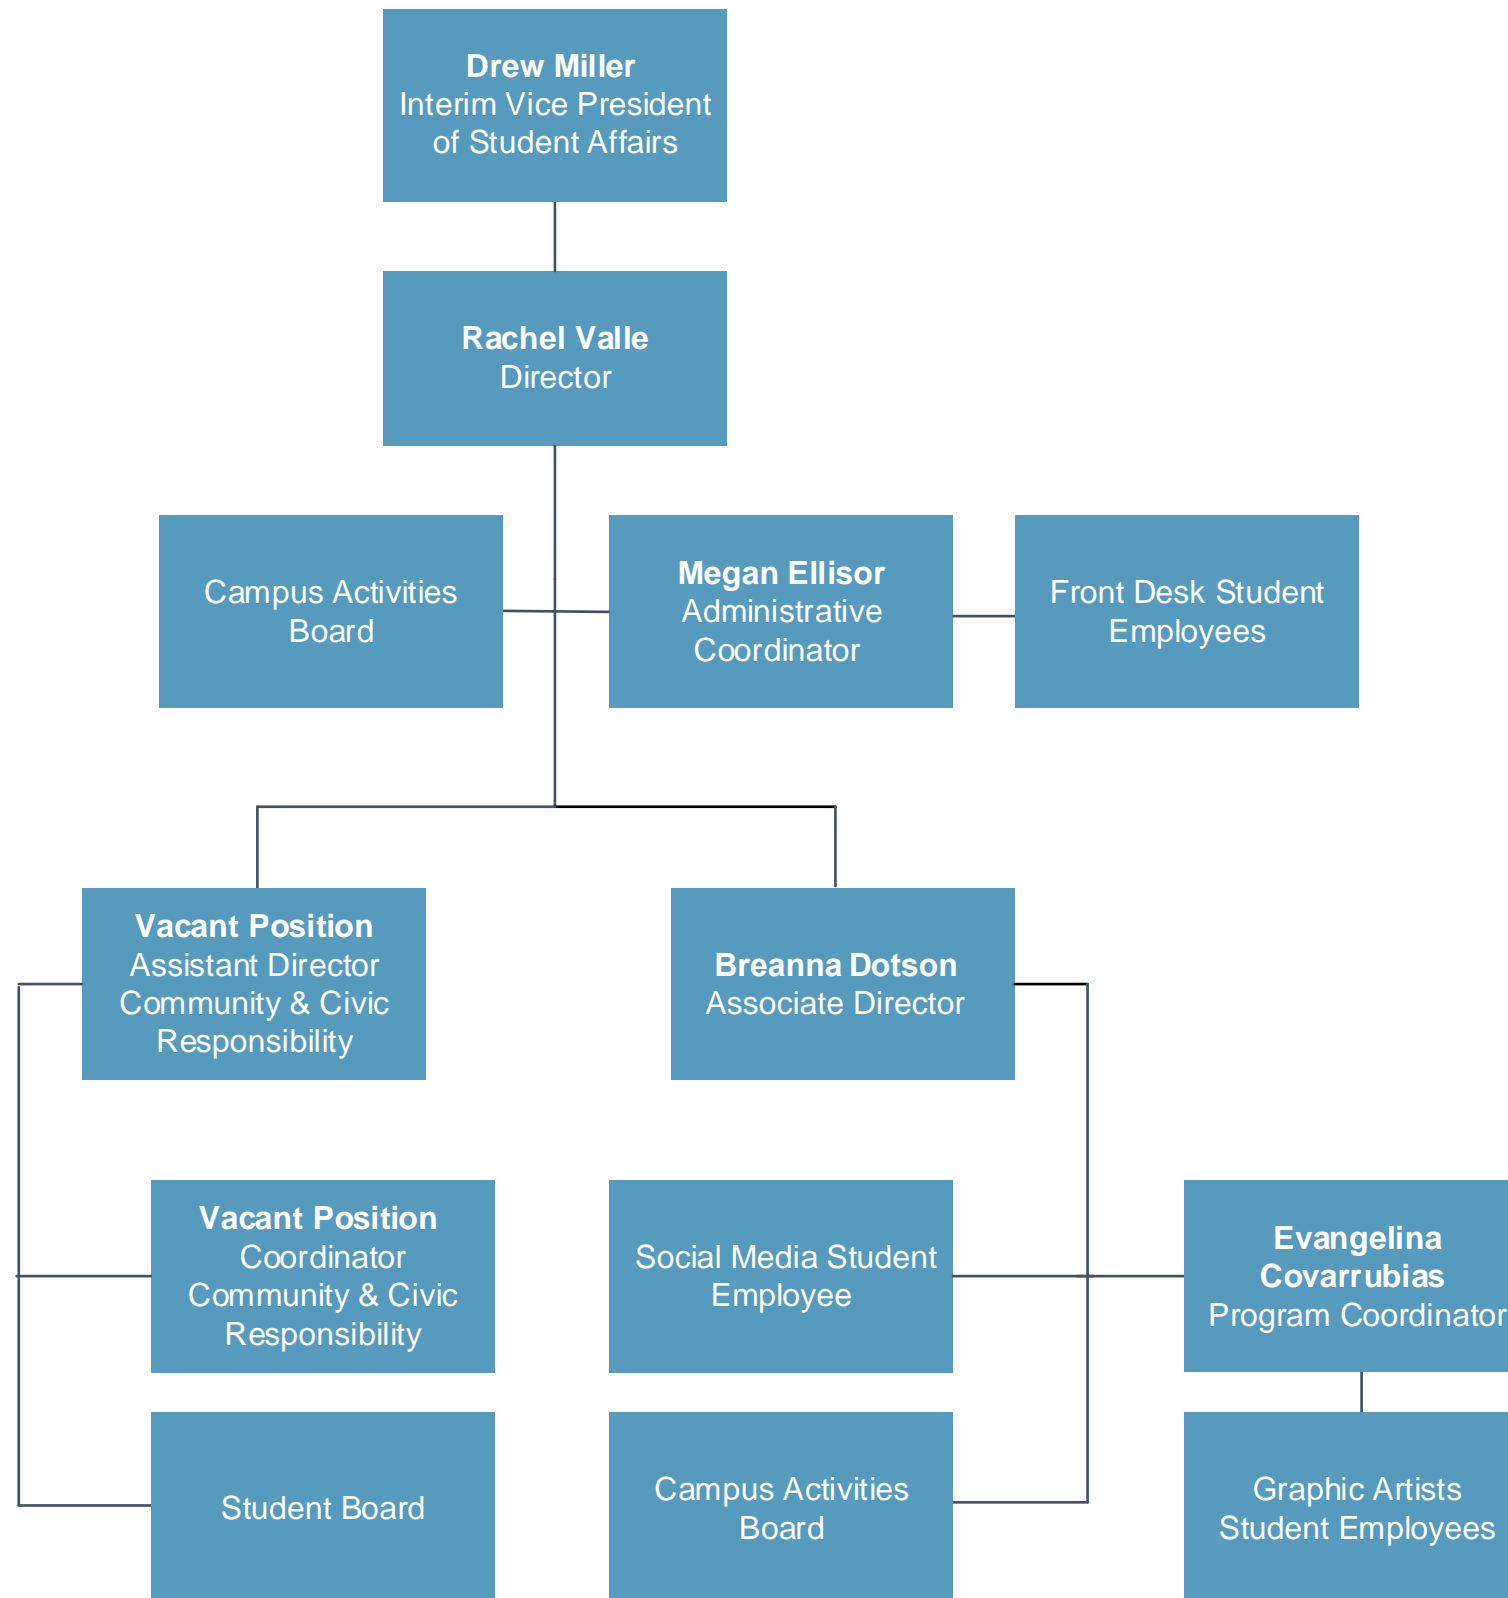 Drew Miller
Interim Vice President
of Student Affairs
Rachel Valle
Director
Campus Activities
Board
Megan Ellisor
Administrative
Coordinator
Front Desk Student
Employees
Vacant Position
Assistant Director
Community & Civic
Responsibility
Breanna Dotson
Associate Director
Vacant Position
Coordinator
Community & Civic
Responsibility
Social Media Student
Employee
Evangelina
Covarrubias
Program Coordinator
Student Board
Campus Activities
Board
Graphic Artists
Student Employees